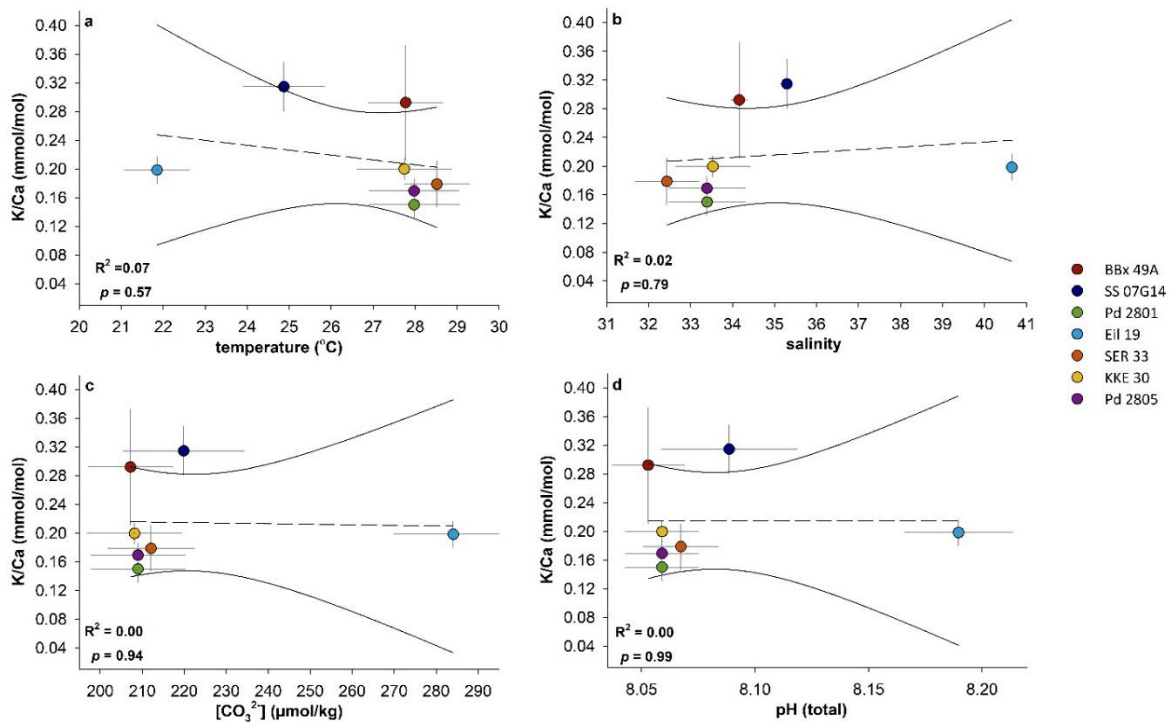 a
K/Ca (mmol/mol)
0.40
0.36
0.32
0.28
0.24
0.20
0.16
0.12
0.08
0.04
R² =0.07
p = 0.57
20 21 22 23 24 25 26 27 28 29 30
temperature (°C)
b
K/Ca (mmol/mol)
0.40
0.36
0.32
0.28
0.24
0.20
0.16
0.12
0.08
0.04
R² = 0.02
p =0.79
31 32 33 34 35 36 37 38 39 40 41
salinity
BBx 49A
SS 07G14
Pd 2801
Eil 19
SER 33
KKE 30
Pd 2805
c
K/Ca (mmol/mol)
0.40
0.36
0.32
0.28
0.24
0.20
0.16
0.12
0.08
0.04
R² = 0.00
p = 0.94
200 210 220 230 240 250 260 270 280 290
[CO₃²⁻] (µmol/kg)
d
K/Ca (mmol/mol)
0.40
0.36
0.32
0.28
0.24
0.20
0.16
0.12
0.08
0.04
R² = 0.00
p = 0.99
8.05 8.10 8.15 8.20
pH (total)